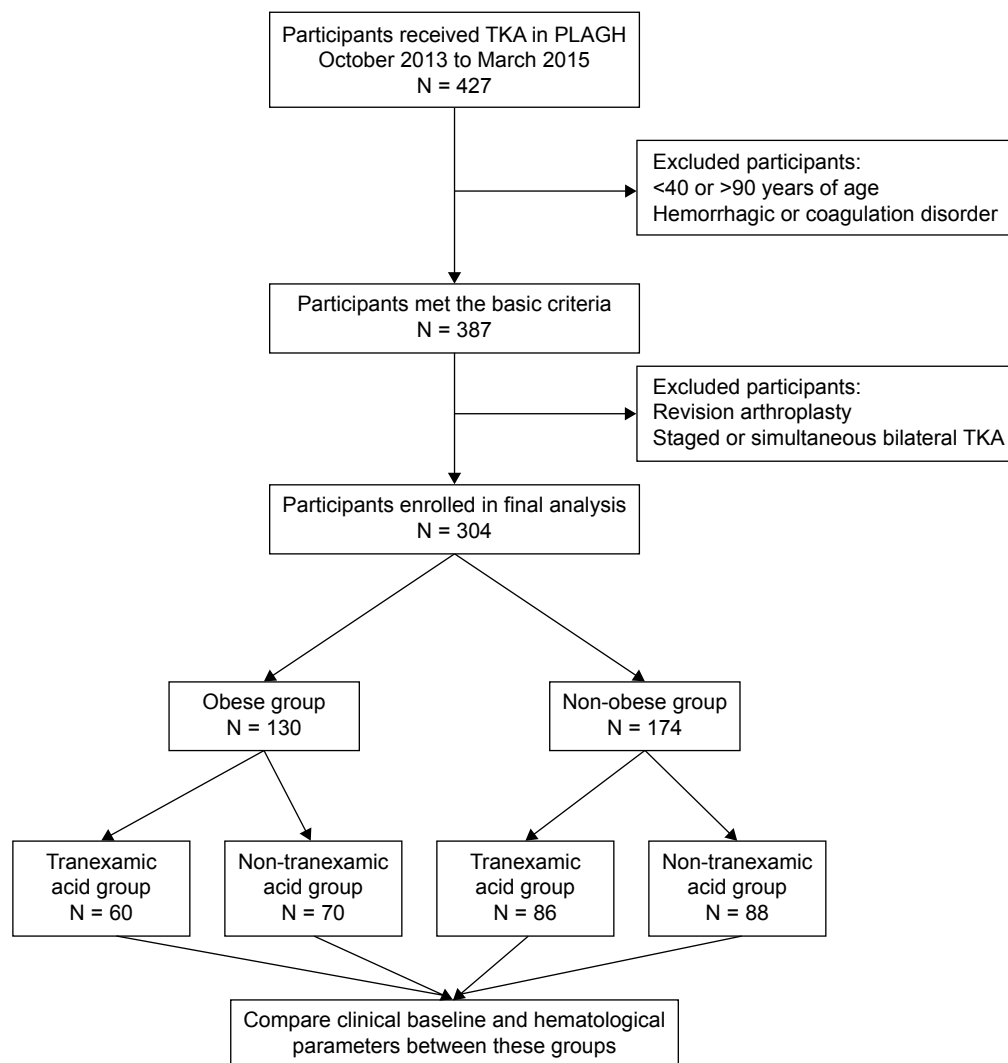 Participants received TKA in PLAGH
October 2013 to March 2015
N = 427
Excluded participants:
<40 or >90 years of age
Hemorrhagic or coagulation disorder
Participants met the basic criteria
N = 387
Excluded participants:
Revision arthroplasty
Staged or simultaneous bilateral TKA
Participants enrolled in final analysis
N = 304
Obese group
N = 130
Non-obese group
N = 174
Tranexamic
acid group
N = 60
Non-tranexamic
acid group
N = 70
Tranexamic
acid group
N = 86
Non-tranexamic
acid group
N = 88
Compare clinical baseline and hematological
parameters between these groups